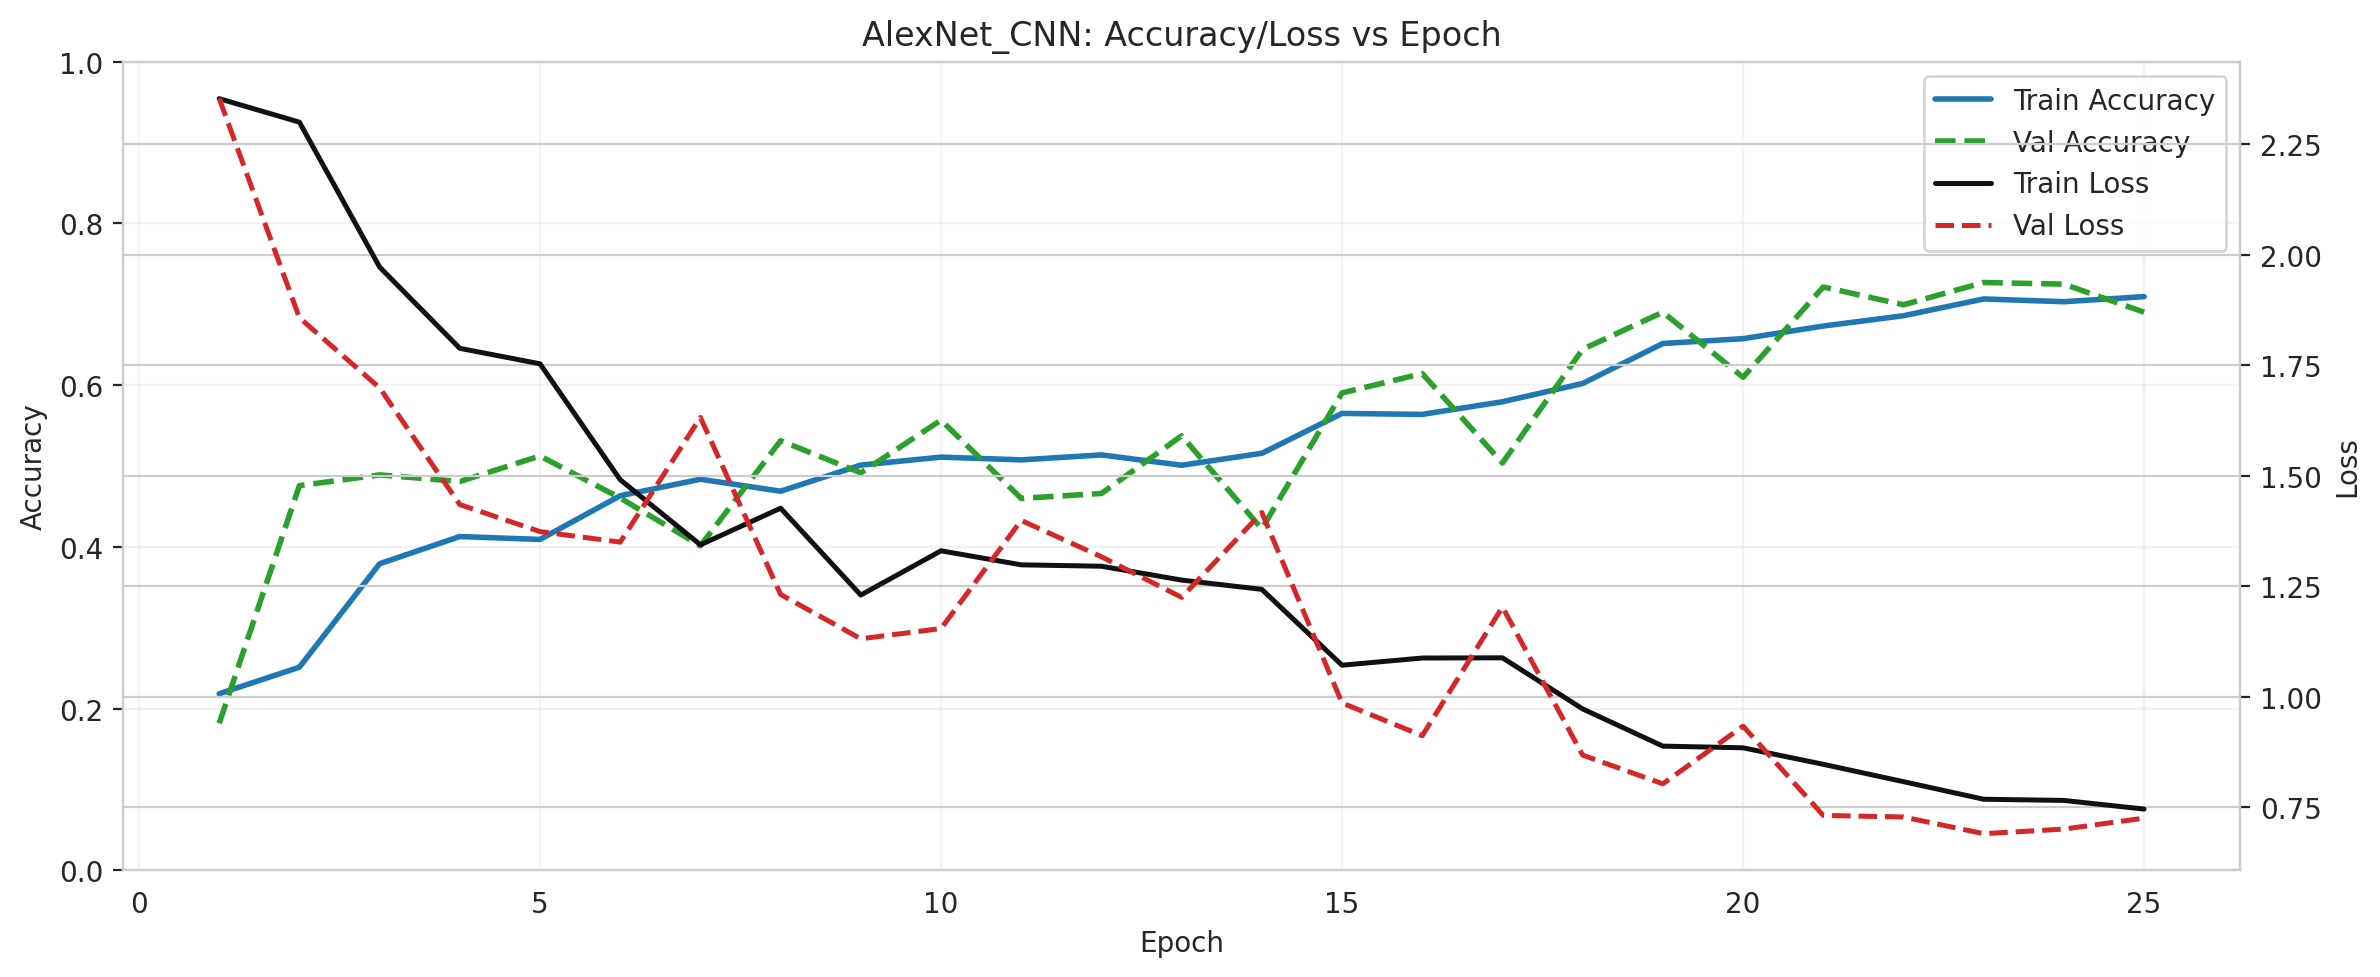 AlexNet_CNN: Accuracy/Loss vs Epoch
1.0
0.8
0.6
0.4
0.2
0.0
Accuracy
Train Accuracy
Val Accuracy
Train Loss
Val Loss
2.25
2.00
1.75
1.50
1.25
1.00
0.75
Loss
0 5 10 15 20 25
Epoch